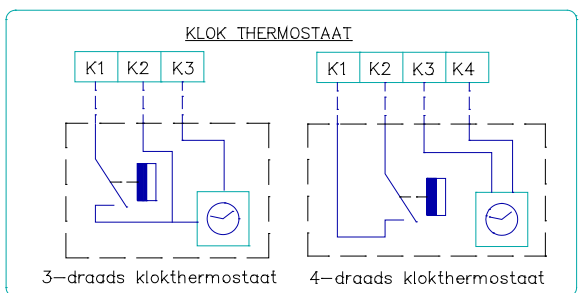 KLOK THERMOSTAAT
K1 K2 K3
K1 K2 K3 K4
3-draads klokthermostaat
4-draads klokthermostaat